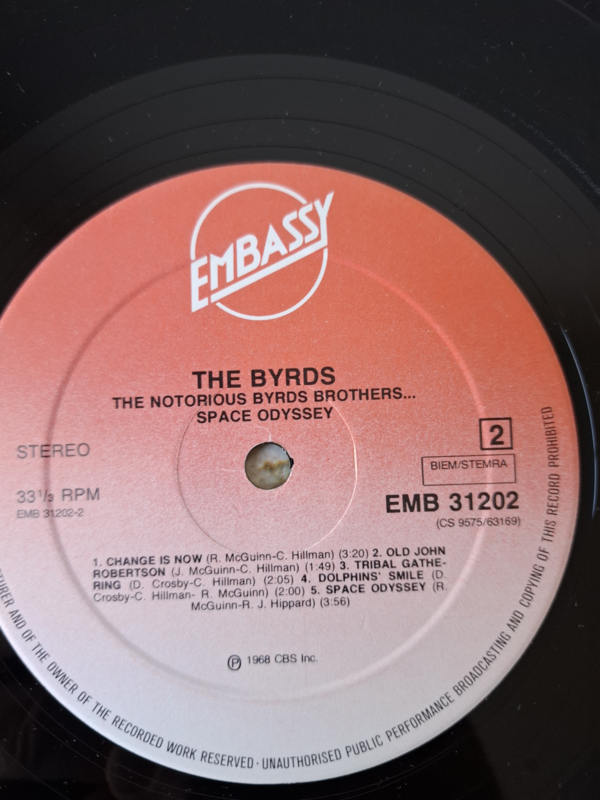 EMBASSY
THE BYRDS
THE NOTORIOUS BYRDS BROTHERS...
SPACE ODYSSEY
STEREO
2
BIEM/STEMRA
33⅓ RPM
EMB 31202
EMB 31202-2
(CS 9575/63169)
1. CHANGE IS NOW (R. McGuinn-C. Hillman) (3:20) 2. OLD JOHN
ROBERTSON (J. McGuinn-C. Hillman) (1:49) 3. TRIBAL GATHE-
RING (D. Crosby-C. Hillman) (2:05) 4. DOLPHINS' SMILE (D.
Crosby-C. Hillman- R. McGuinn) (2:00) 5. SPACE ODYSSEY (R.
McGuinn-R. J. Hippard) (3:56)
Ⓟ 1968 CBS Inc.
AND OF THE OWNER OF THE RECORDED WORK RESERVED · UNAUTHORISED PUBLIC PERFORMANCE BROADCASTING AND COPYING OF THIS RECORD PROHIBITED